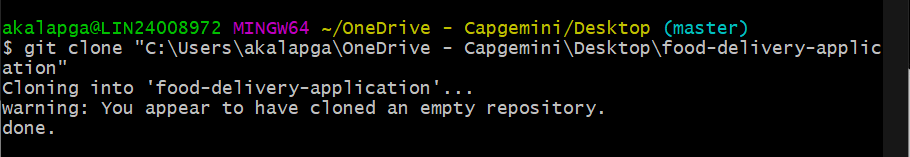 akalapga@LIN24008972 MINGW64 ~/OneDrive - Capgemini/Desktop (master)
$ git clone "C:\Users\akalapga\OneDrive - Capgemini\Desktop\food-delivery-applic
ation"
Cloning into 'food-delivery-application'...
warning: You appear to have cloned an empty repository.
done.